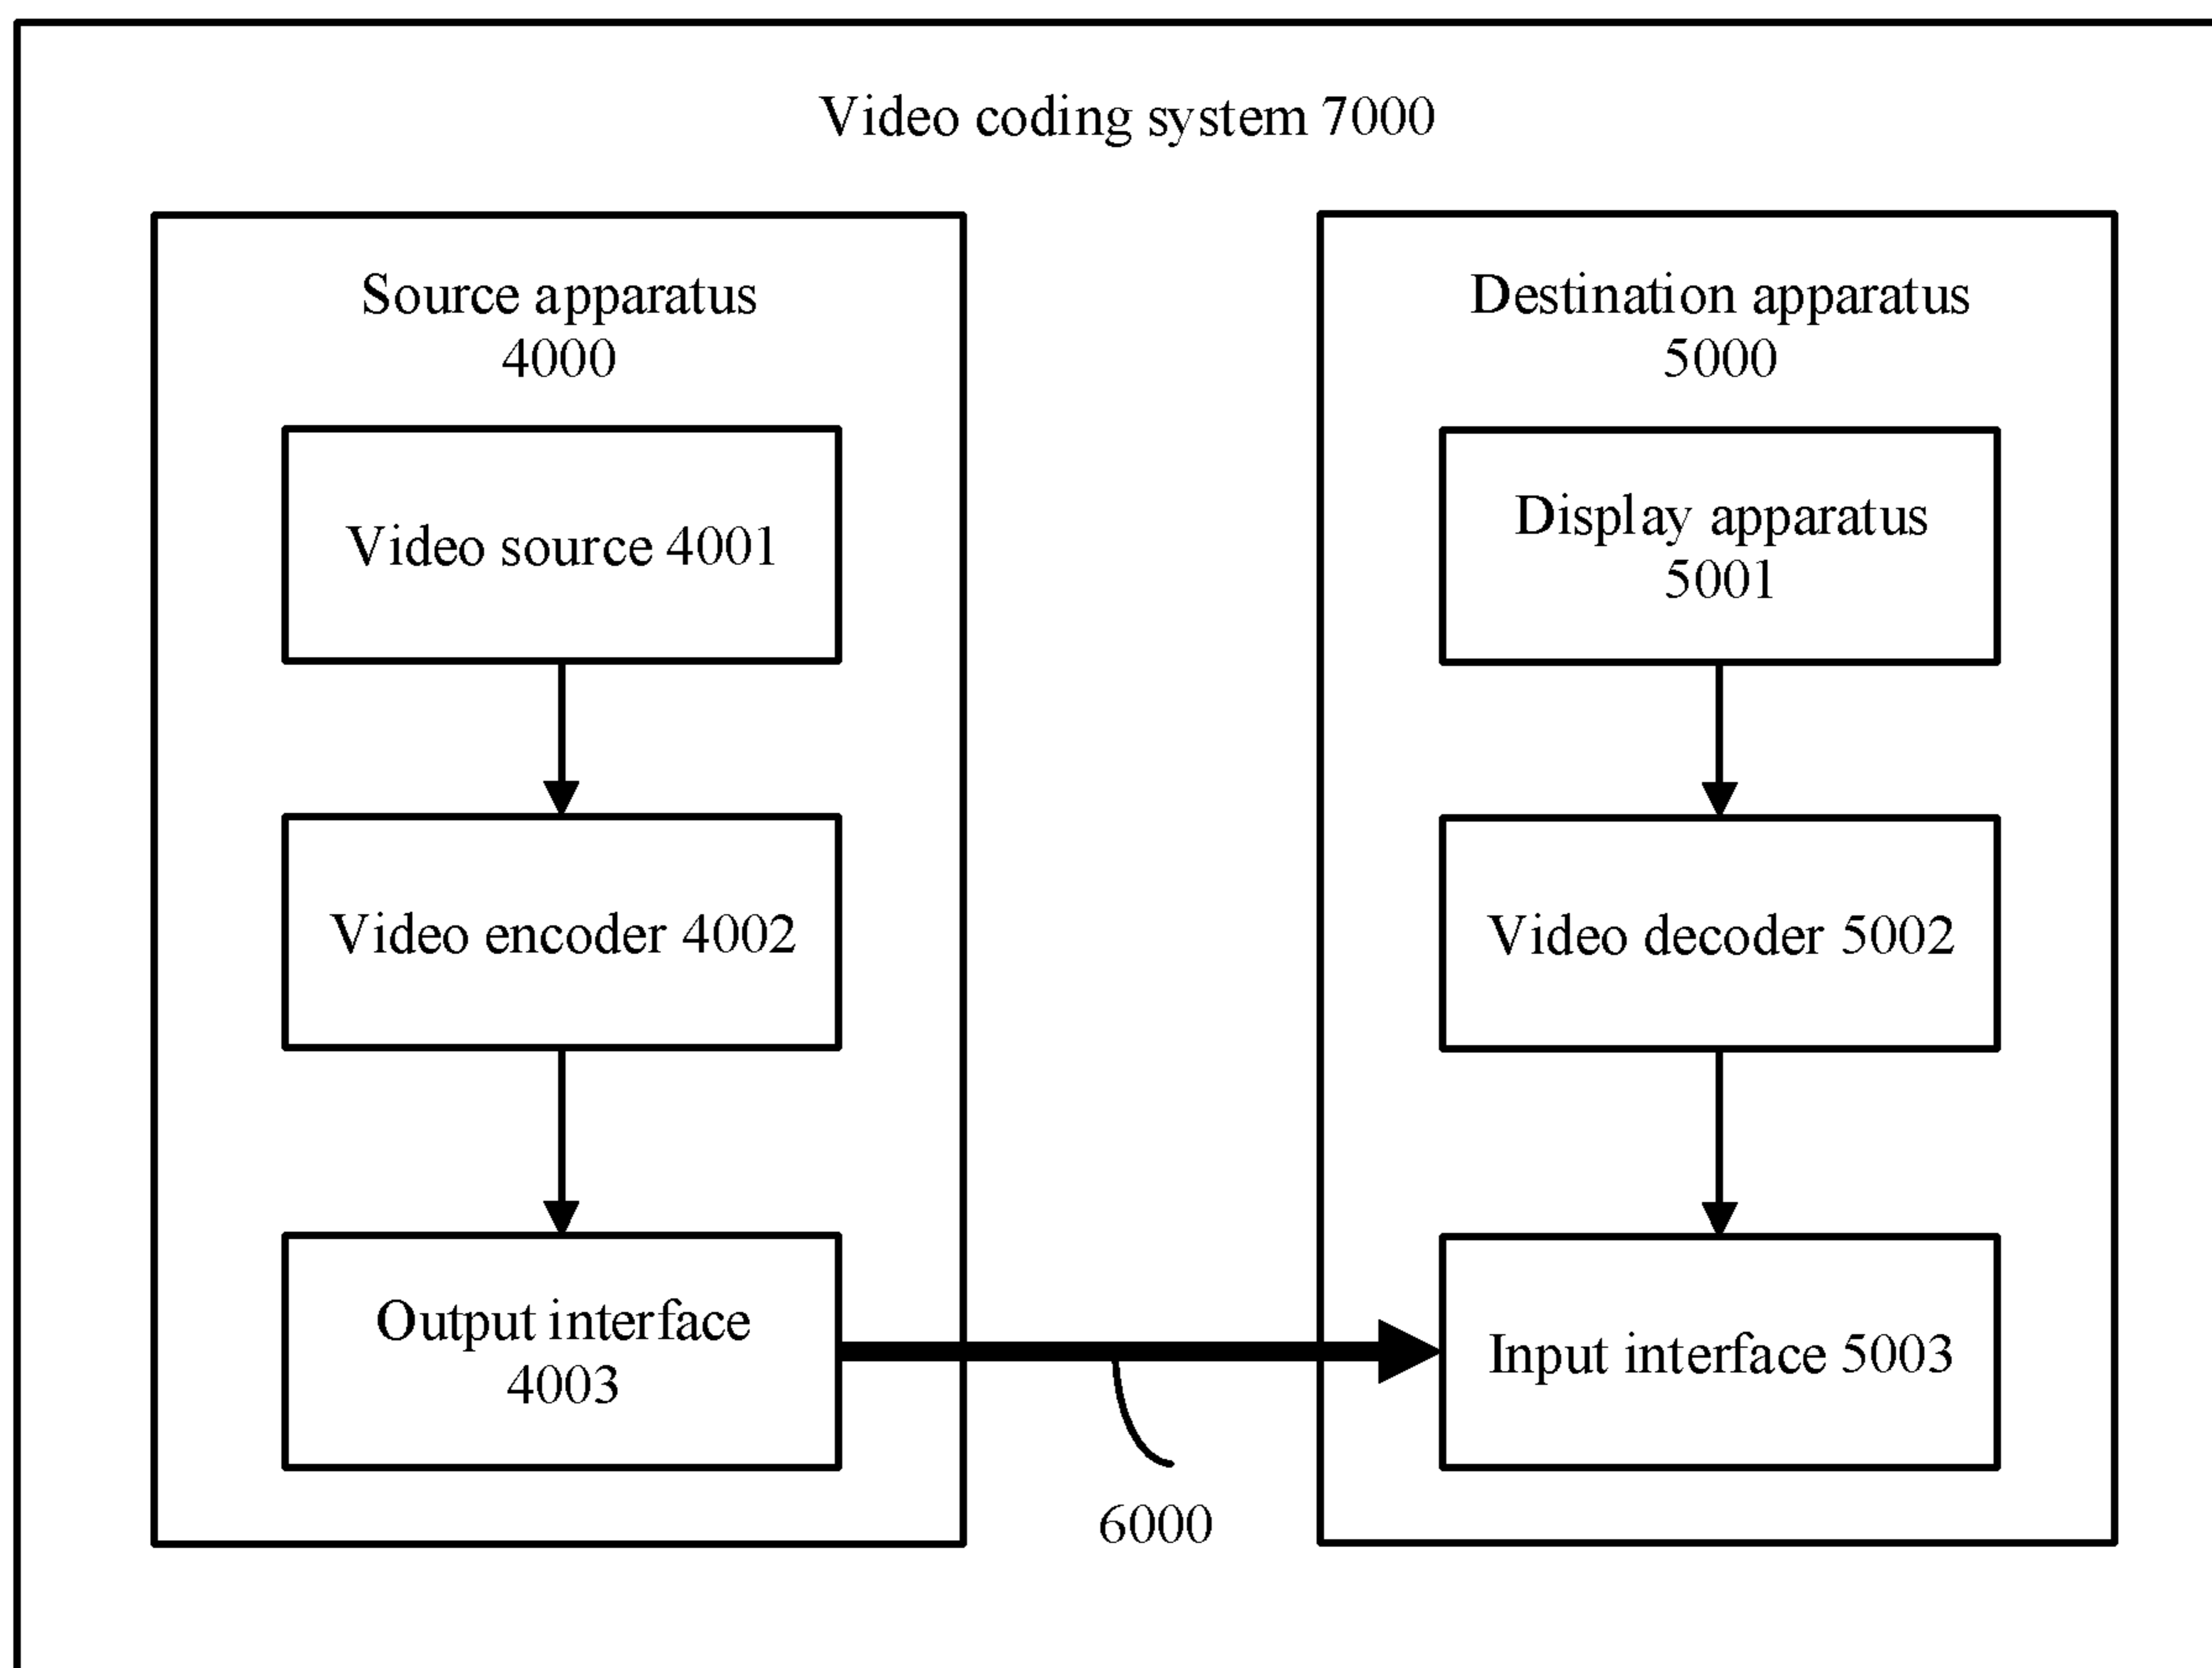 Video coding system 7000
Source apparatus
4000
Video source 4001
Video encoder 4002
Output interface
4003
6000
Destination apparatus
5000
Display apparatus
5001
Video decoder 5002
Input interface 5003